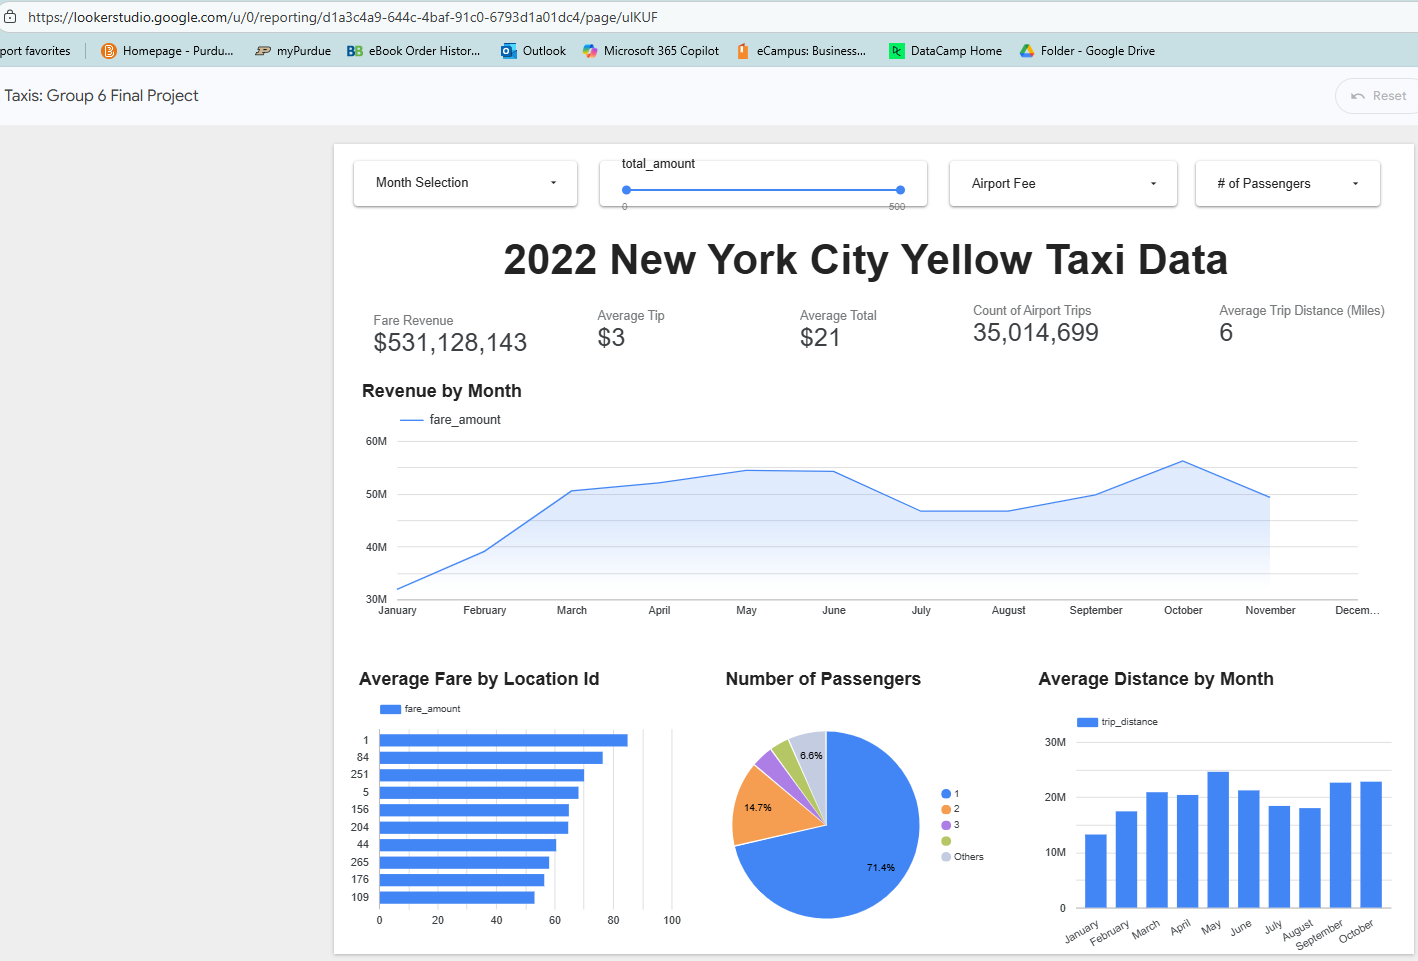 https://lookerstudio.google.com/u/0/reporting/d1a3c4a9-644c-4baf-91c0-6793d1a01dc4/page/ulKUF
port favorites
Homepage - Purdu...
myPurdue
BB eBook Order Histor...
Outlook
Microsoft 365 Copilot
eCampus: Business...
DataCamp Home
Folder - Google Drive
Taxis: Group 6 Final Project
Reset
Month Selection
total_amount
0 500
Airport Fee
# of Passengers
2022 New York City Yellow Taxi Data
Fare Revenue
$531,128,143
Average Tip
$3
Average Total
$21
Count of Airport Trips
35,014,699
Average Trip Distance (Miles)
6
Revenue by Month
fare_amount
60M
50M
40M
30M
January February March April May June July August September October November Decem...
Average Fare by Location Id
fare_amount
1
84
251
5
156
204
44
265
176
109
0 20 40 60 80 100
Number of Passengers
6.6%
14.7%
71.4%
1
2
3
Others
Average Distance by Month
trip_distance
30M
20M
10M
0
January February March April May June July August September October